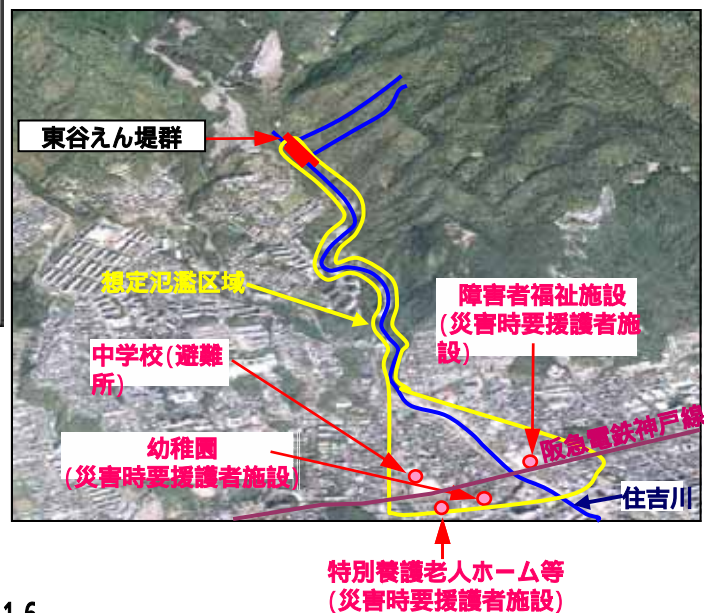 東谷えん堤群
想定氾濫区域
障害者福祉施設
(災害時要援護者施
設)
中学校(避難
所)
阪急電鉄神戸線
幼稚園
(災害時要援護者施設)
住吉川
特別養護老人ホーム等
(災害時要援護者施設)